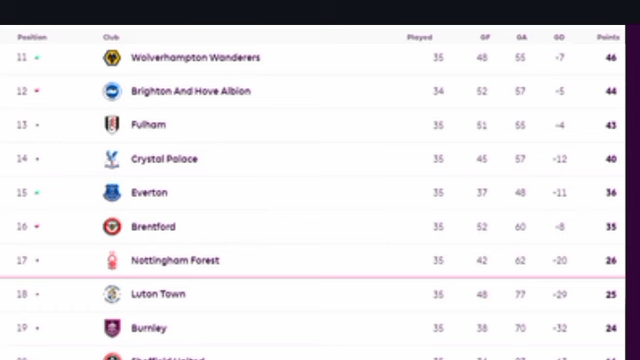 Position Club Played GF GA GD Points
11 Wolverhampton Wanderers 35 48 55 -7 46
12 Brighton And Hove Albion 34 52 57 -5 44
13 Fulham 35 51 55 -4 43
14 Crystal Palace 35 45 57 -12 40
15 Everton 35 37 48 -11 36
16 Brentford 35 52 60 -8 35
17 Nottingham Forest 35 42 62 -20 26
18 Luton Town 35 48 77 -29 25
19 Burnley 35 38 70 -32 24